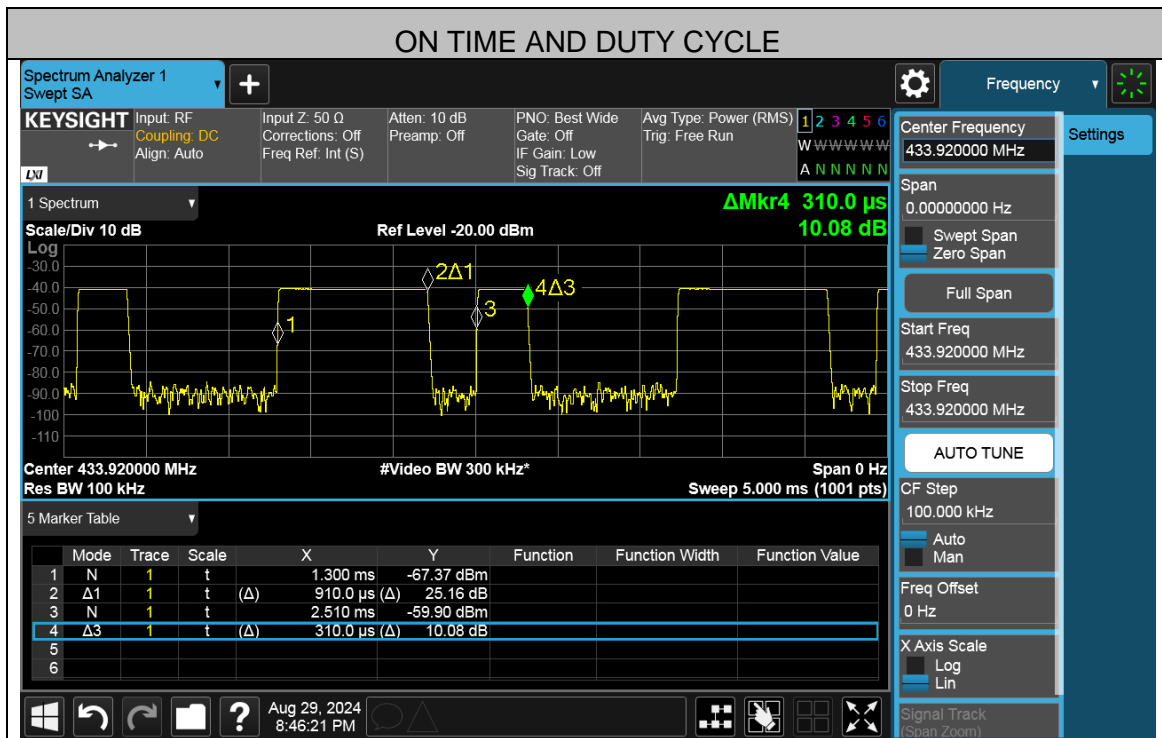 ON TIME AND DUTY CYCLE
Spectrum Analyzer 1
Swept SA
Frequency
KEYSIGHT
LXI
Input: RF
Coupling: DC
Align: Auto
Input Z: 50 Ω
Corrections: Off
Freq Ref: Int (S)
Atten: 10 dB
Preamp: Off
PNO: Best Wide
Gate: Off
IF Gain: Low
Sig Track: Off
Avg Type: Power (RMS)
Trig: Free Run
1 2 3 4 5 6
W W W W W W
A N N N N N
1 Spectrum
ΔMkr4 310.0 µs
10.08 dB
Scale/Div 10 dB
Ref Level -20.00 dBm
Log
-30.0
-40.0
-50.0
-60.0
-70.0
-80.0
-90.0
-100
-110
1
2Δ1
3
4Δ3
Center 433.920000 MHz
#Video BW 300 kHz*
Span 0 Hz
Res BW 100 kHz
Sweep 5.000 ms (1001 pts)
5 Marker Table
Mode Trace Scale X Y Function Function Width Function Value
1 N 1 t 1.300 ms -67.37 dBm
2 Δ1 1 t (Δ) 910.0 µs (Δ) 25.16 dB
3 N 1 t 2.510 ms -59.90 dBm
4 Δ3 1 t (Δ) 310.0 µs (Δ) 10.08 dB
5
6
Aug 29, 2024
8:46:21 PM
Center Frequency
433.920000 MHz
Settings
Span
0.00000000 Hz
Swept Span
Zero Span
Full Span
Start Freq
433.920000 MHz
Stop Freq
433.920000 MHz
AUTO TUNE
CF Step
100.000 kHz
Auto
Man
Freq Offset
0 Hz
X Axis Scale
Log
Lin
Signal Track
(Span Zoom)